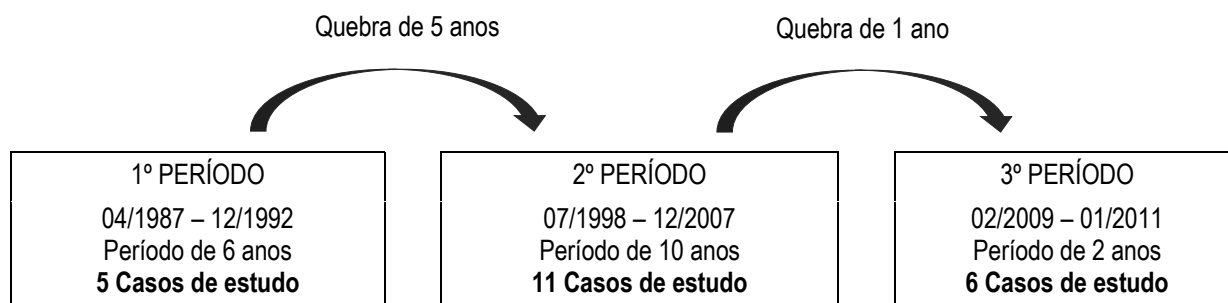 Quebra de 5 anos
Quebra de 1 ano
1º PERÍODO
04/1987 – 12/1992
Período de 6 anos
5 Casos de estudo
2º PERÍODO
07/1998 – 12/2007
Período de 10 anos
11 Casos de estudo
3º PERÍODO
02/2009 – 01/2011
Período de 2 anos
6 Casos de estudo